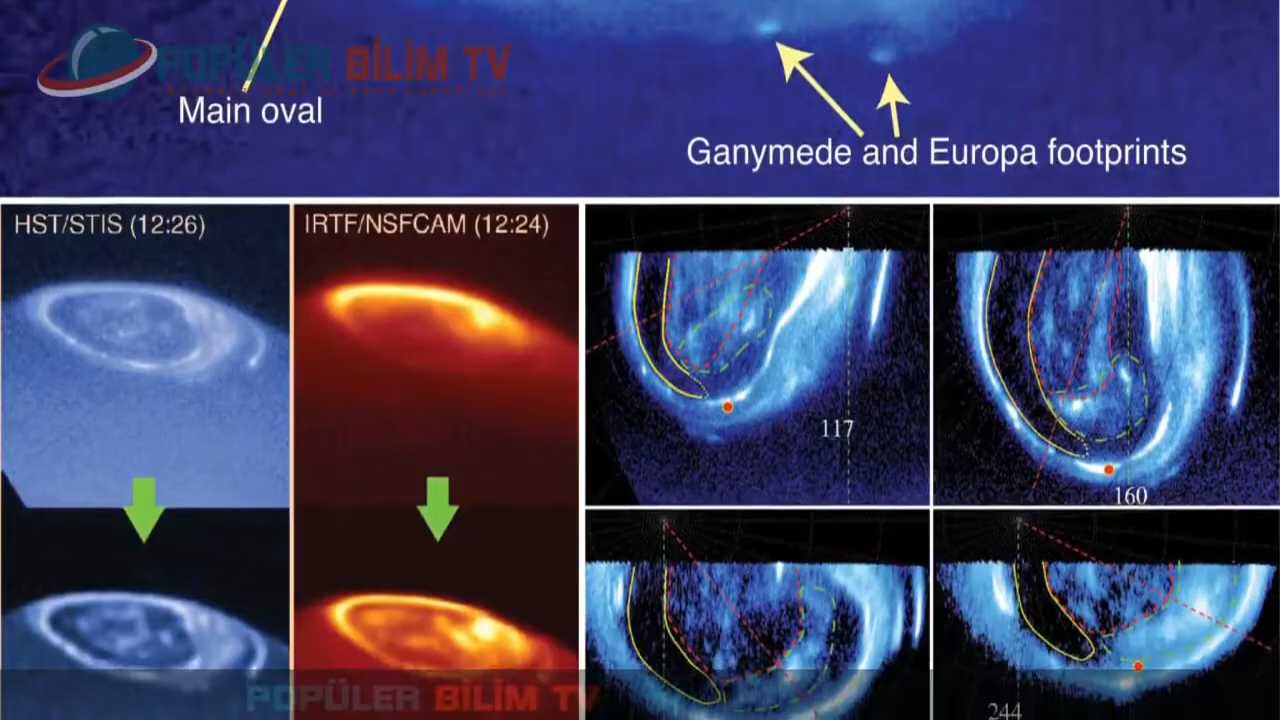 POPÜLER BİLİM TV
Main oval
Ganymede and Europa footprints
HST/STIS (12:26)
IRTF/NSFCAM (12:24)
117
160
244
POPÜLER BİLİM TV